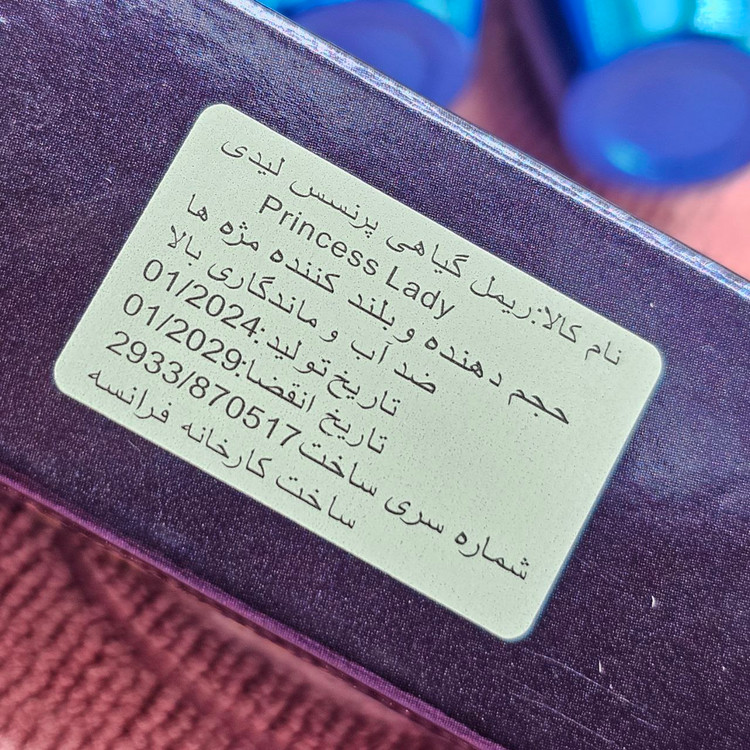 نام کالا:ریمل گیاهی پرنسس لیدی
Princess Lady
حجم دهنده و بلند کننده مژه ها
ضد آب و ماندگاری بالا
تاریخ تولید:01/2024
تاریخ انقضا:01/2029
شماره سری ساخت2933/870517
ساخت کارخانه فرانسه